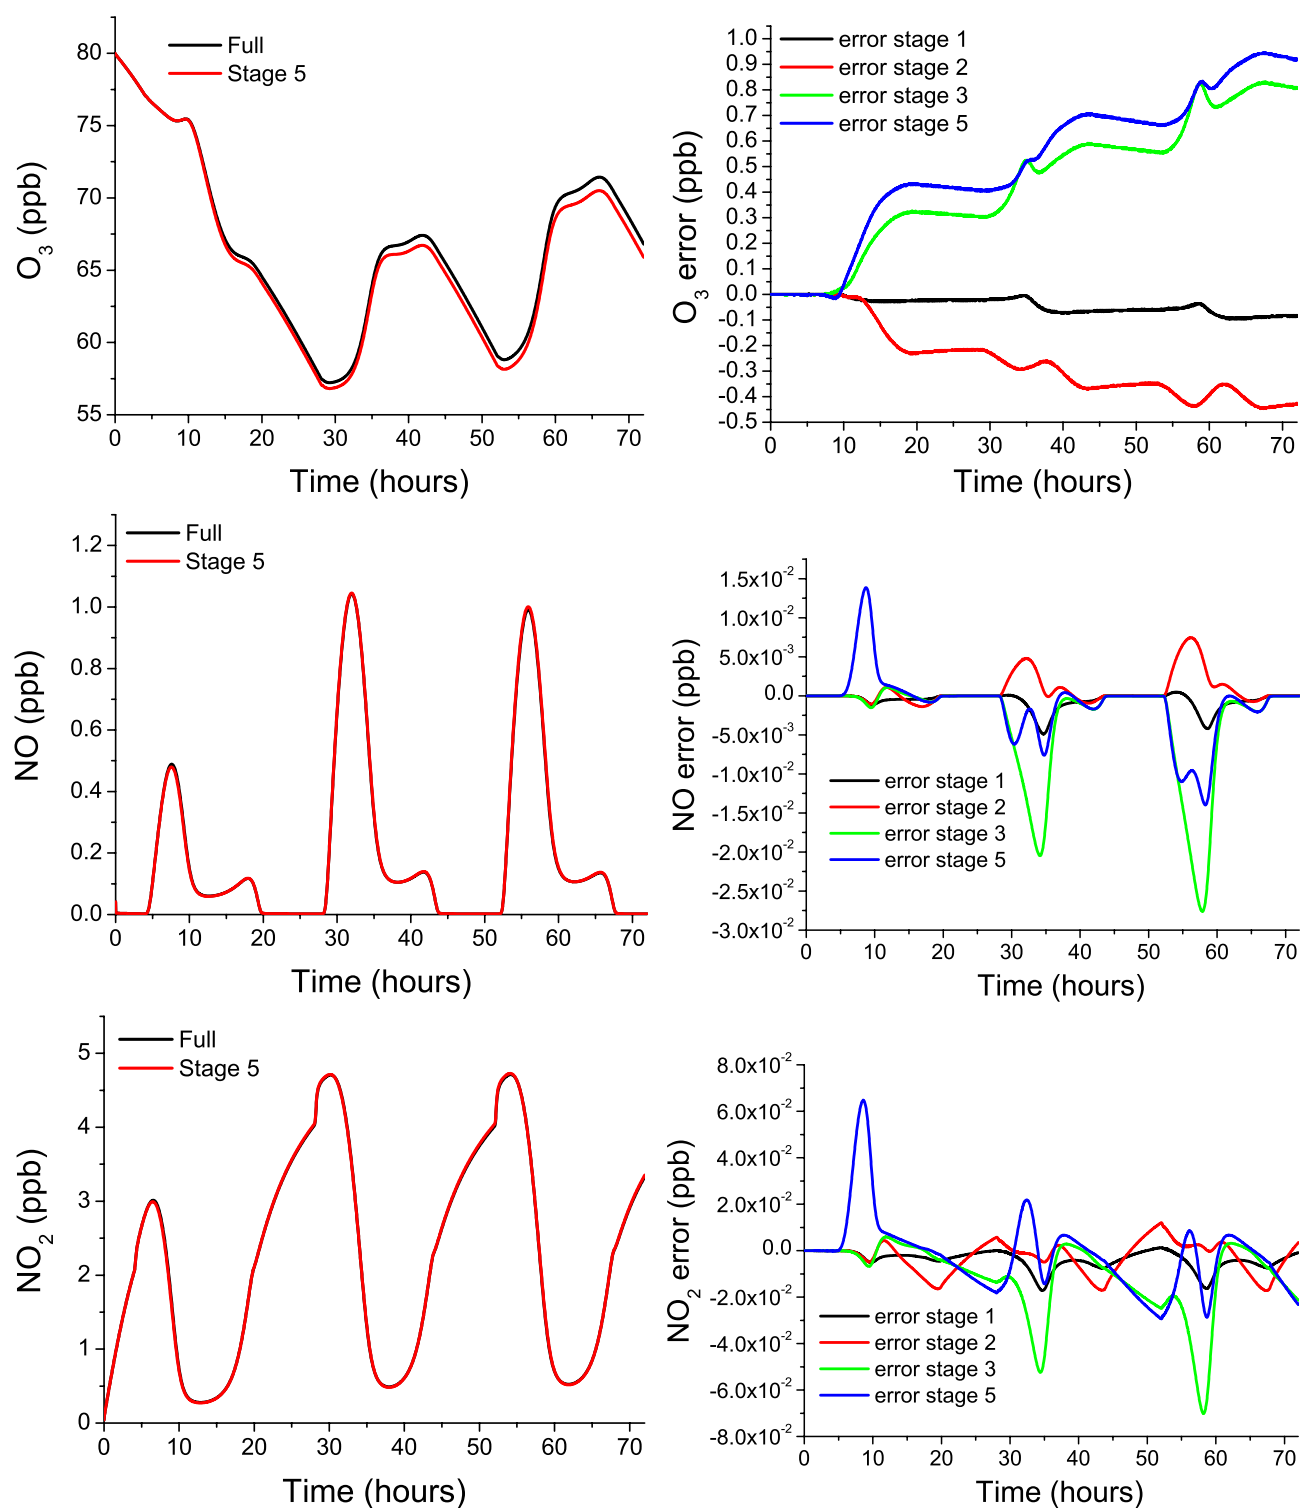 Full
Stage 5
80
75
70
65
60
55
O3 (ppb)
0 10 20 30 40 50 60 70
Time (hours)
error stage 1
error stage 2
error stage 3
error stage 5
1.0
0.9
0.8
0.7
0.6
0.5
0.4
0.3
0.2
0.1
0.0
-0.1
-0.2
-0.3
-0.4
-0.5
O3 error (ppb)
0 10 20 30 40 50 60 70
Time (hours)
Full
Stage 5
1.2
1.0
0.8
0.6
0.4
0.2
0.0
NO (ppb)
0 10 20 30 40 50 60 70
Time (hours)
1.5x10-2
1.0x10-2
5.0x10-3
0.0
-5.0x10-3
-1.0x10-2
-1.5x10-2
-2.0x10-2
-2.5x10-2
-3.0x10-2
NO error (ppb)
error stage 1
error stage 2
error stage 3
error stage 5
0 10 20 30 40 50 60 70
Time (hours)
Full
Stage 5
5
4
3
2
1
0
NO2 (ppb)
0 10 20 30 40 50 60 70
Time (hours)
8.0x10-2
6.0x10-2
4.0x10-2
2.0x10-2
0.0
-2.0x10-2
-4.0x10-2
-6.0x10-2
-8.0x10-2
NO2 error (ppb)
error stage 1
error stage 2
error stage 3
error stage 5
0 10 20 30 40 50 60 70
Time (hours)